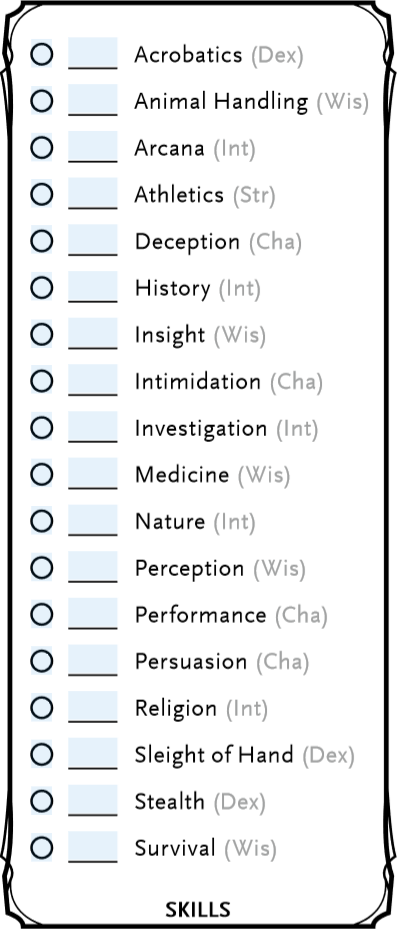 Acrobatics (Dex)
Animal Handling (Wis)
Arcana (Int)
Athletics (Str)
Deception (Cha)
History (Int)
Insight (Wis)
Intimidation (Cha)
Investigation (Int)
Medicine (Wis)
Nature (Int)
Perception (Wis)
Performance (Cha)
Persuasion (Cha)
Religion (Int)
Sleight of Hand (Dex)
Stealth (Dex)
Survival (Wis)
SKILLS